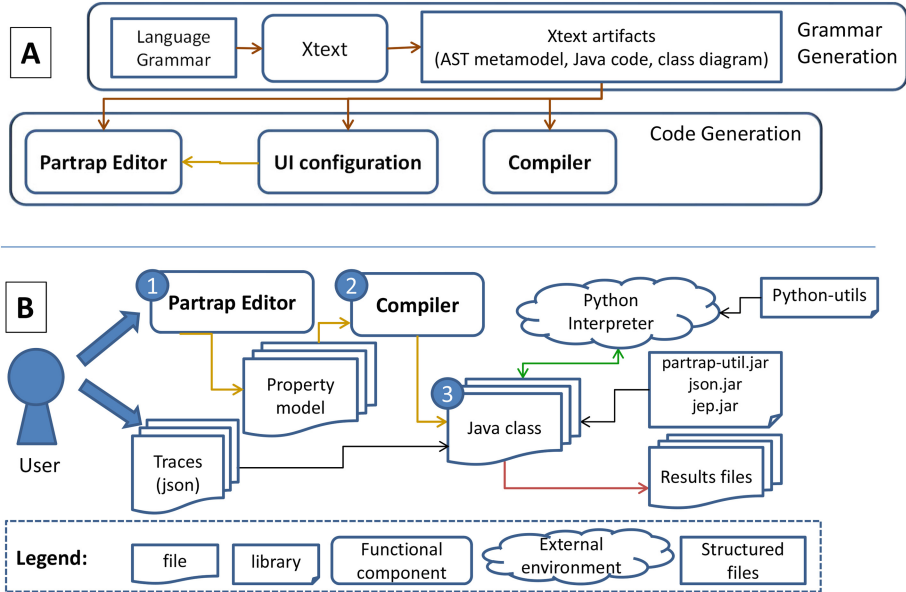 A
Language
Grammar
Xtext
Xtext artifacts
(AST metamodel, Java code, class diagram)
Grammar
Generation
Code Generation
Partrap Editor
UI configuration
Compiler
B
1
Partrap Editor
2
Compiler
Python
Interpreter
Python-utils
Property
model
partrap-util.jar
json.jar
jep.jar
3
Java class
User
Traces
(json)
Results files
Legend:
file
library
Functional
component
External
environment
Structured
files